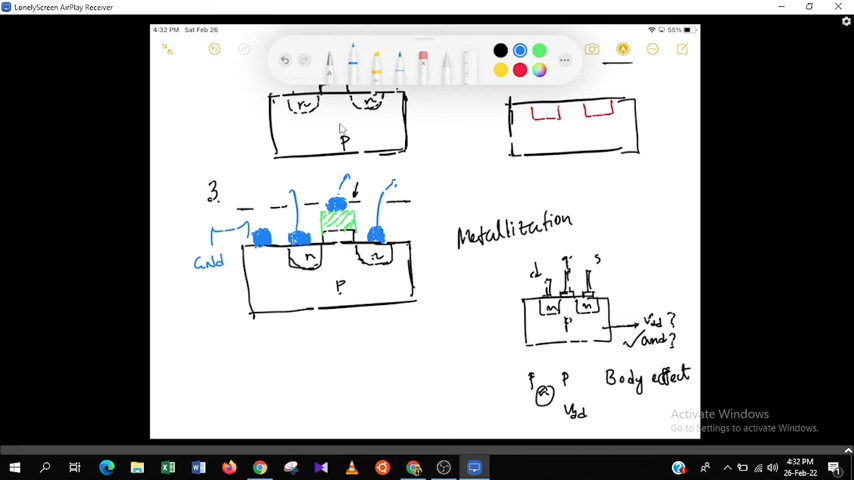 LonelyScreen AirPlay Receiver
4:32 PM Sat Feb 26
55%
A
n
n
P
3.
Metallization
Gnd
n
n
P
d
g
s
n
n
P
Vdd ?
✓ Gnd ?
P
P
Body effect
Vdd
Activate Windows
Go to Settings to activate Windows.
4:32 PM
26-Feb-22